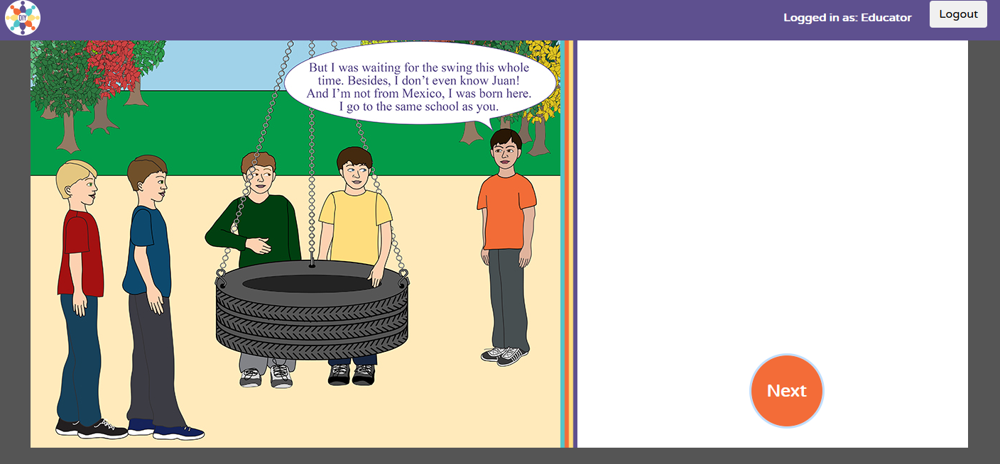 DIY
Logged in as: Educator
Logout
But I was waiting for the swing this whole
time. Besides, I don’t even know Juan!
And I’m not from Mexico, I was born here.
I go to the same school as you.
Next